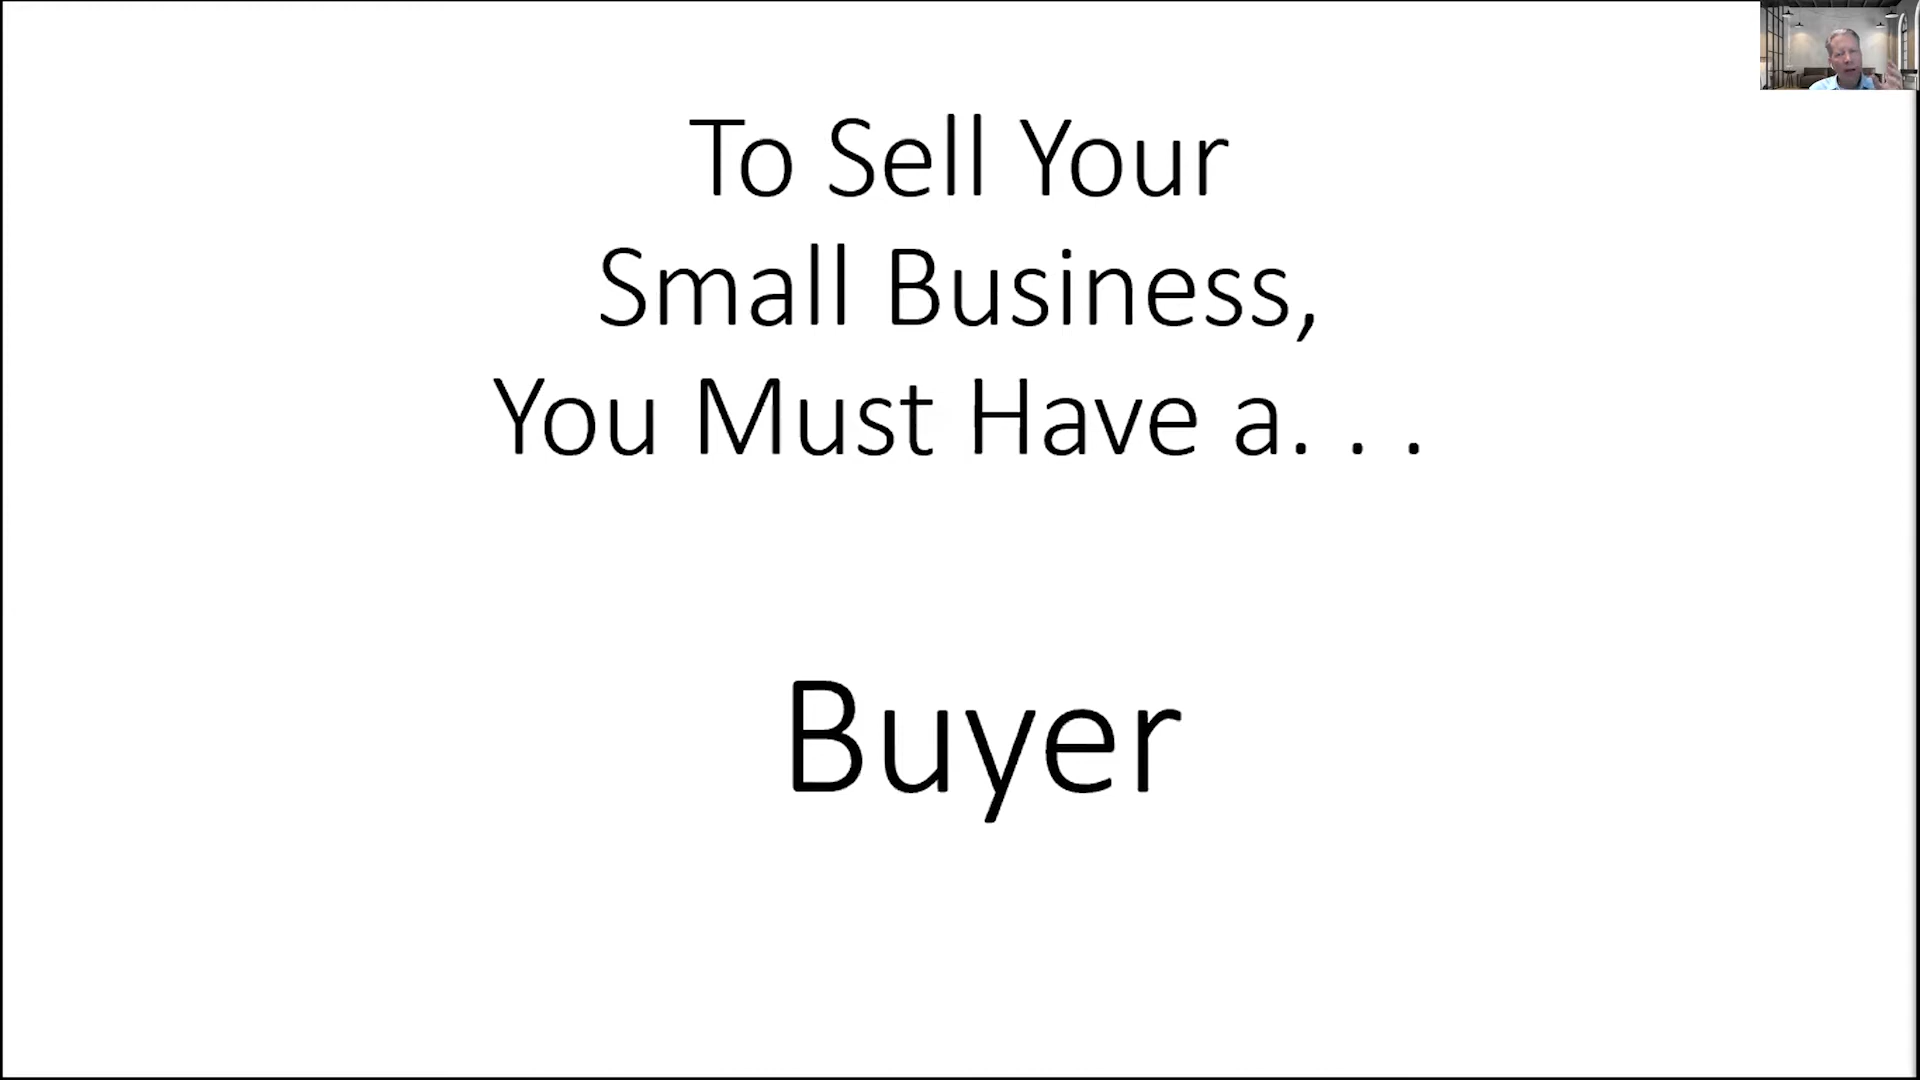 To Sell Your
Small Business,
You Must Have a. . .
Buyer